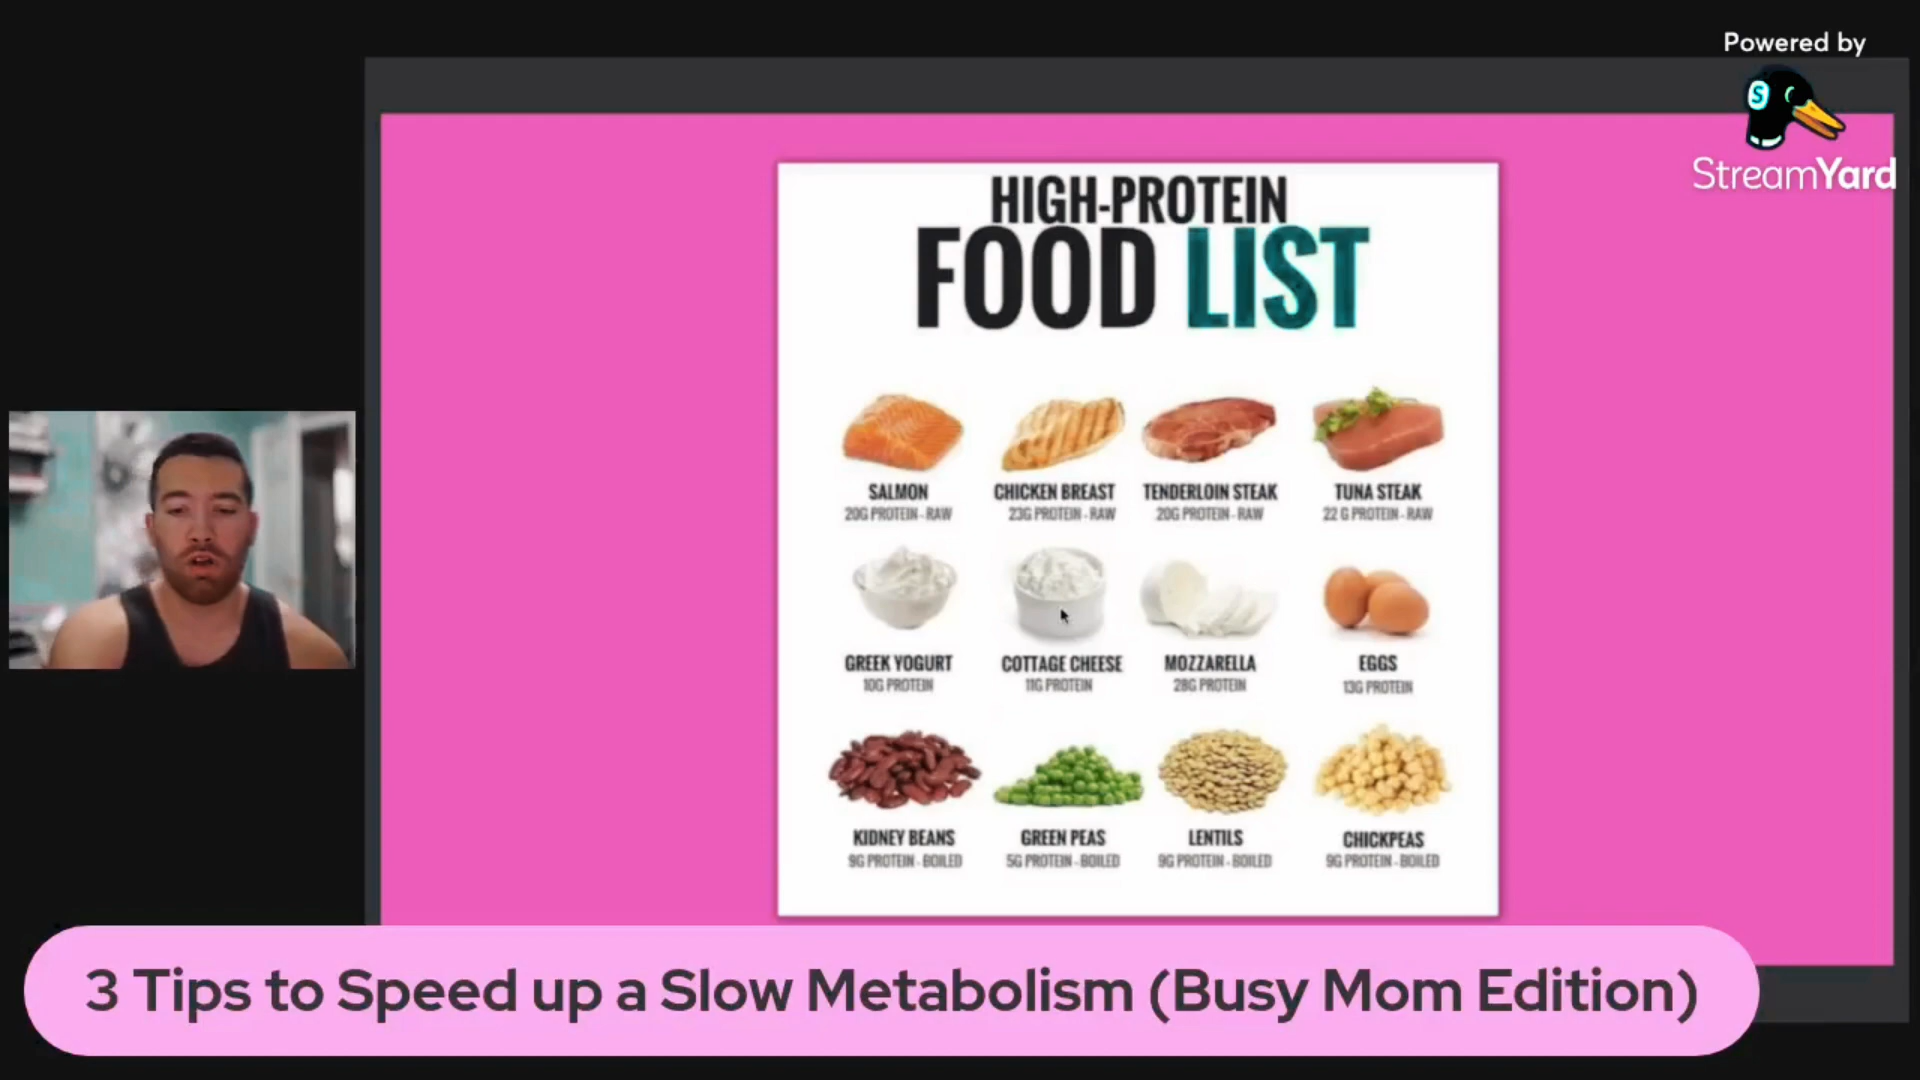 Powered by
StreamYard
HIGH-PROTEIN
FOOD LIST
SALMON
20G PROTEIN - RAW
CHICKEN BREAST
23G PROTEIN - RAW
TENDERLOIN STEAK
20G PROTEIN - RAW
TUNA STEAK
22 G PROTEIN - RAW
GREEK YOGURT
10G PROTEIN
COTTAGE CHEESE
11G PROTEIN
MOZZARELLA
28G PROTEIN
EGGS
13G PROTEIN
KIDNEY BEANS
9G PROTEIN - BOILED
GREEN PEAS
5G PROTEIN - BOILED
LENTILS
9G PROTEIN - BOILED
CHICKPEAS
9G PROTEIN - BOILED
3 Tips to Speed up a Slow Metabolism (Busy Mom Edition)